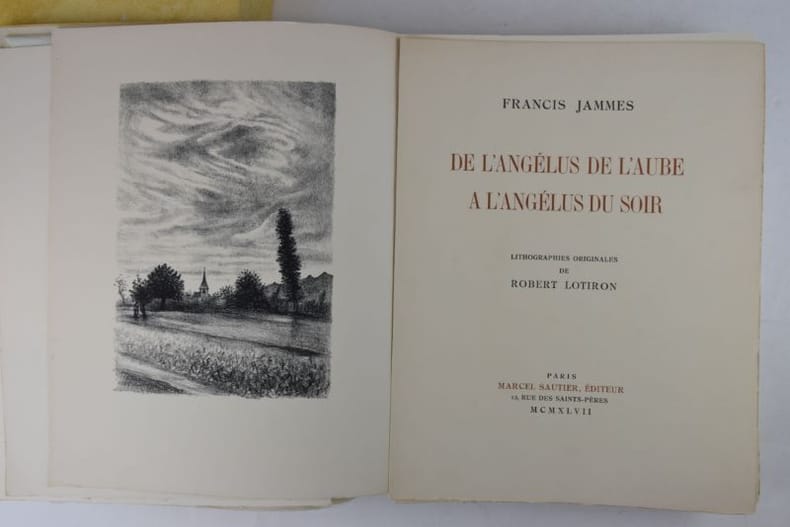 FRANCIS JAMMES
DE L'ANGÉLUS DE L'AUBE
A L'ANGÉLUS DU SOIR
LITHOGRAPHIES ORIGINALES
DE
ROBERT LOTIRON
PARIS
MARCEL SAUTIER, ÉDITEUR
RUE DES SAINTS-PÈRES
MCMXLVII